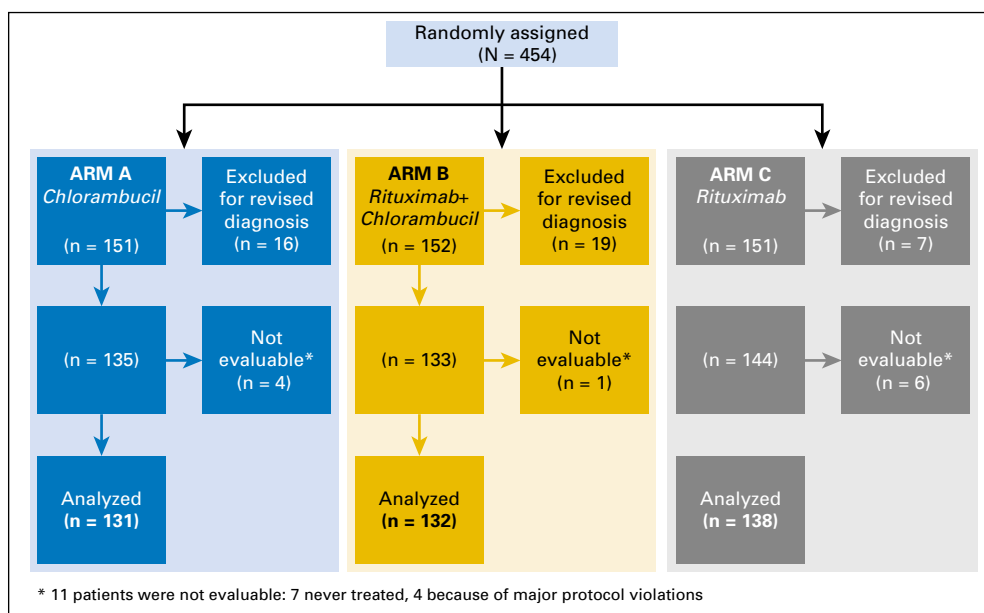 Randomly assigned
(N = 454)
ARM A
Chlorambucil
(n = 151)
Excluded
for revised
diagnosis
(n = 16)
(n = 135)
Not
evaluable*
(n = 4)
Analyzed
(n = 131)
ARM B
Rituximab+
Chlorambucil
(n = 152)
Excluded
for revised
diagnosis
(n = 19)
(n = 133)
Not
evaluable*
(n = 1)
Analyzed
(n = 132)
ARM C
Rituximab
(n = 151)
Excluded
for revised
diagnosis
(n = 7)
(n = 144)
Not
evaluable*
(n = 6)
Analyzed
(n = 138)
* 11 patients were not evaluable: 7 never treated, 4 because of major protocol violations